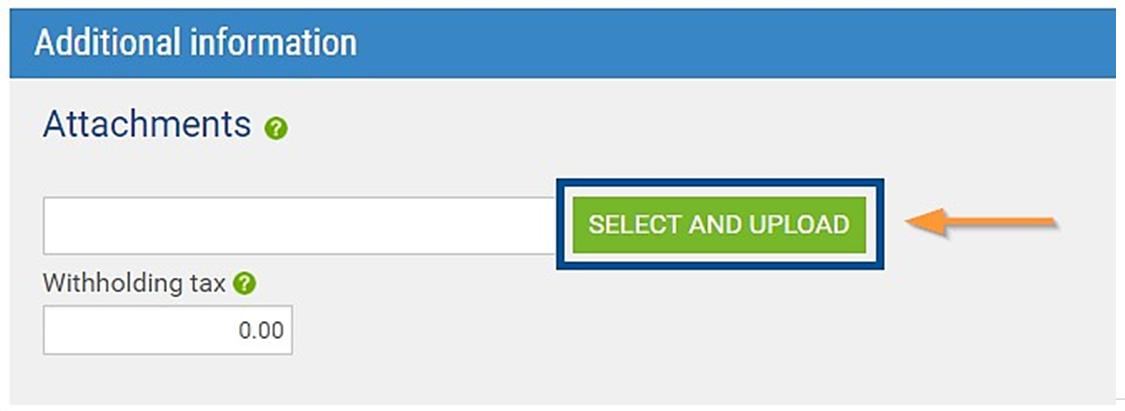 Additional information
Attachments ?
SELECT AND UPLOAD
Withholding tax ?
0.00